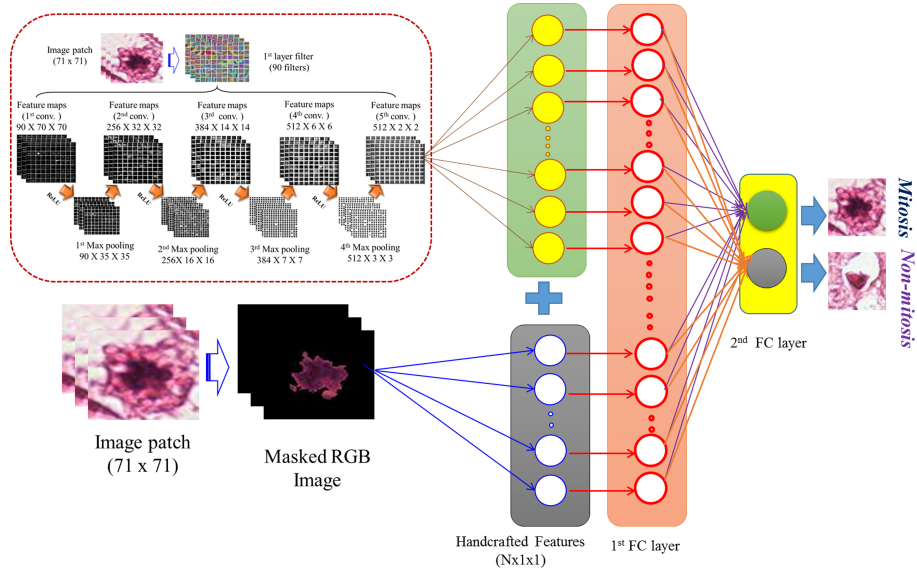 Image patch
(71 x 71)
1st layer filter
(90 filters)
Feature maps
(1st conv. )
90 X 70 X 70
Feature maps
(2nd conv. )
256 X 32 X 32
Feature maps
(3rd conv. )
384 X 14 X 14
Feature maps
(4th conv. )
512 X 6 X 6
Feature maps
(5th conv.)
512 X 2 X 2
ReLU
ReLU
ReLU
ReLU
1st Max pooling
90 X 35 X 35
2nd Max pooling
256X 16 X 16
3rd Max pooling
384 X 7 X 7
4th Max pooling
512 X 3 X 3
Mitosis
Non-mitosis
2nd FC layer
Image patch
(71 x 71)
Masked RGB
Image
Handcrafted Features
(Nx1x1)
1st FC layer